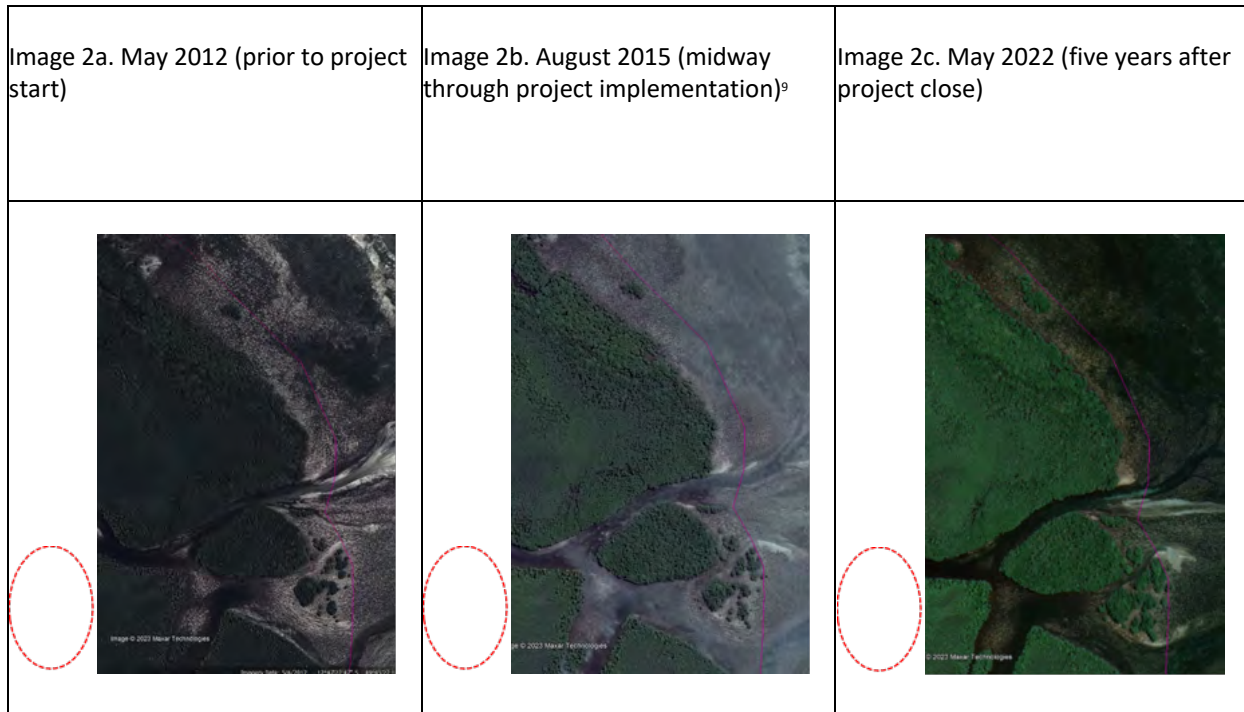 Image 2a. May 2012 (prior to project
start)
Image 2b. August 2015 (midway
through project implementation)⁹
Image 2c. May 2022 (five years after
project close)
Image © 2023 Maxar Technologies
ge © 2023 Maxar Technologies
© 2023 Maxar Technologies